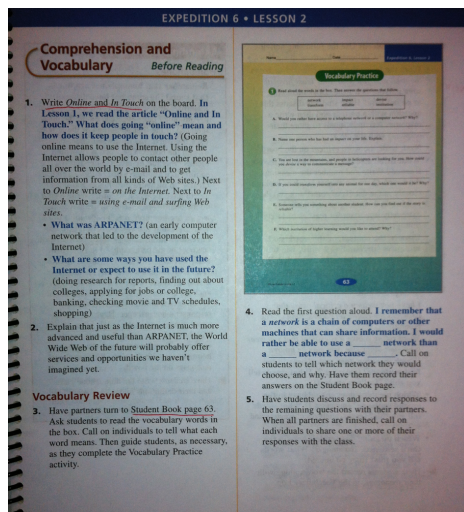 EXPEDITION 6 • LESSON 2
Comprehension and
Vocabulary Before Reading
1. Write Online and In Touch on the board. In
Lesson 1, we read the article "Online and In
Touch." What does going "online" mean and
how does it keep people in touch? (Going
online means to use the Internet. Using the
Internet allows people to contact other people
all over the world by e-mail and to get
information from all kinds of Web sites.) Next
to Online write = on the Internet. Next to In
Touch write = using e-mail and surfing Web
sites.
• What was ARPANET? (an early computer
network that led to the development of the
Internet)
• What are some ways you have used the
Internet or expect to use it in the future?
(doing research for reports, finding out about
colleges, applying for jobs or college,
banking, checking movie and TV schedules,
shopping)
2. Explain that just as the Internet is much more
advanced and useful than ARPANET, the World
Wide Web of the future will probably offer
services and opportunities we haven't
imagined yet.
Vocabulary Review
3. Have partners turn to Student Book page 63.
Ask students to read the vocabulary words in
the box. Call on individuals to tell what each
word means. Then guide students, as necessary,
as they complete the Vocabulary Practice
activity.
Vocabulary Practice
63
4. Read the first question aloud. I remember that
a network is a chain of computers or other
machines that can share information. I would
rather be able to use a ______ network than
a ______ network because ______. Call on
students to tell which network they would
choose, and why. Have them record their
answers on the Student Book page.
5. Have students discuss and record responses to
the remaining questions with their partners.
When all partners are finished, call on
individuals to share one or more of their
responses with the class.